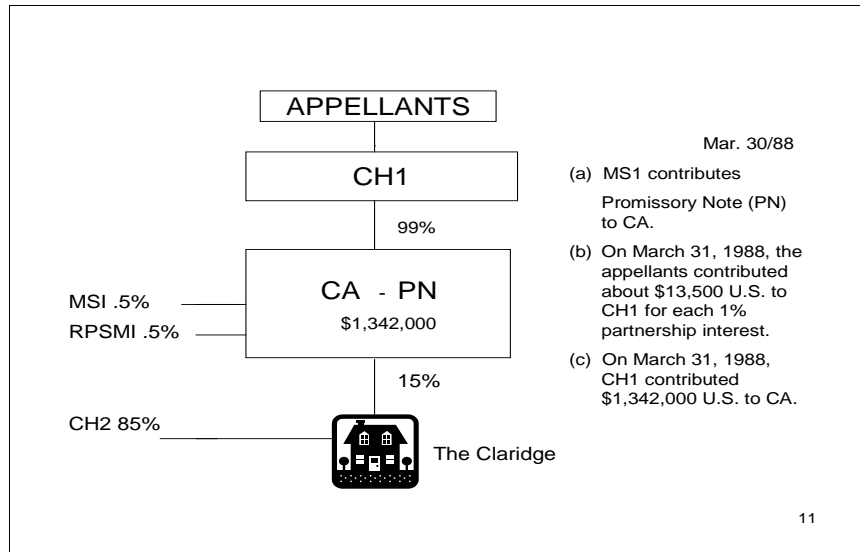 APPELLANTS
CH1
99%
CA - PN
$1,342,000
MSI .5%
RPSMI .5%
15%
CH2 85%
The Claridge
Mar. 30/88
(a) MS1 contributes
Promissory Note (PN)
to CA.
(b) On March 31, 1988, the
appellants contributed
about $13,500 U.S. to
CH1 for each 1%
partnership interest.
(c) On March 31, 1988,
CH1 contributed
$1,342,000 U.S. to CA.
11